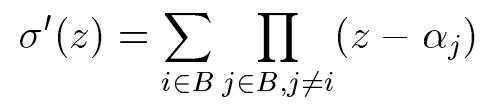 σ′(z) = ∑_{i∈B} ∏_{j∈B,j≠i} (z − α_j)